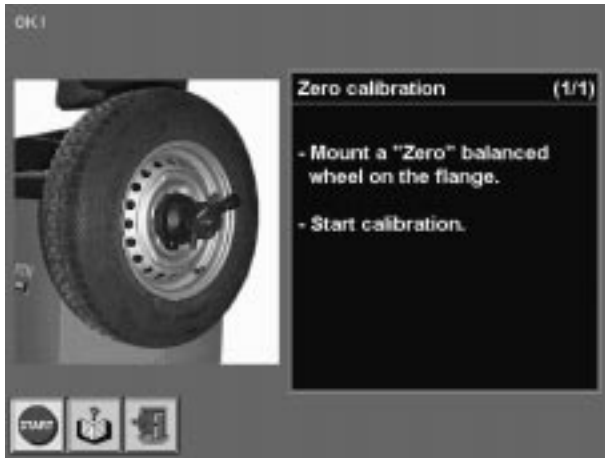 OK1
Zero calibration (1/1)
- Mount a "Zero" balanced
wheel on the flange.
- Start calibration.
START
?